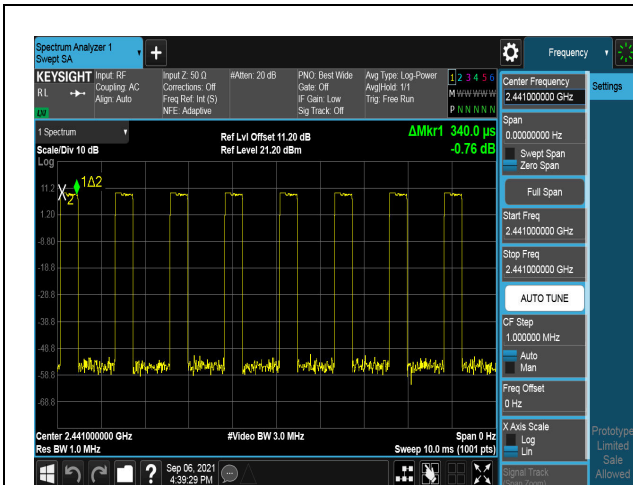 Spectrum Analyzer 1
Swept SA
Frequency
KEYSIGHT
RL
LXI
Input: RF
Coupling: AC
Align: Auto
Input Z: 50 Ω
Corrections: Off
Freq Ref: Int (S)
NFE: Adaptive
#Atten: 20 dB
PNO: Best Wide
Gate: Off
IF Gain: Low
Sig Track: Off
Avg Type: Log-Power
Avg|Hold: 1/1
Trig: Free Run
1 2 3 4 5 6
M W W W W W
P N N N N N
1 Spectrum
Scale/Div 10 dB
Log
Ref Lvl Offset 11.20 dB
Ref Level 21.20 dBm
ΔMkr1 340.0 µs
-0.76 dB
1Δ2
X2
11.2
1.20
-8.80
-18.8
-28.8
-38.8
-48.8
-58.8
-68.8
Center 2.441000000 GHz
Res BW 1.0 MHz
#Video BW 3.0 MHz
Span 0 Hz
Sweep 10.0 ms (1001 pts)
?
Sep 06, 2021
4:39:29 PM
Center Frequency
2.441000000 GHz
Span
0.00000000 Hz
Swept Span
Zero Span
Full Span
Start Freq
2.441000000 GHz
Stop Freq
2.441000000 GHz
AUTO TUNE
CF Step
1.000000 MHz
Auto
Man
Freq Offset
0 Hz
X Axis Scale
Log
Lin
Signal Track
(Span Zoom)
Settings
Prototype
Limited
Sale
Allowed